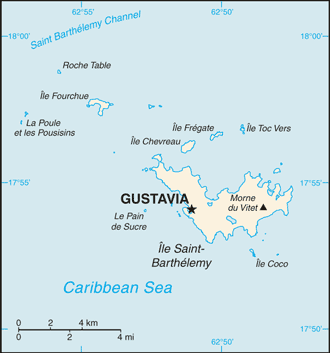 62°55'
62°50'
Saint Barthélemy Channel
18°00'
18°00'
Roche Table
Île Fourchue
La Poule
et les Pousisins
Île Frégate
Île Toc Vers
Île Chevreau
17°55'
17°55'
GUSTAVIA
Morne
du Vitet
Le Pain
de Sucre
Île Saint-
Barthélemy
Île Coco
Caribbean Sea
0 2 4 km
0 2 4 mi
62°50'